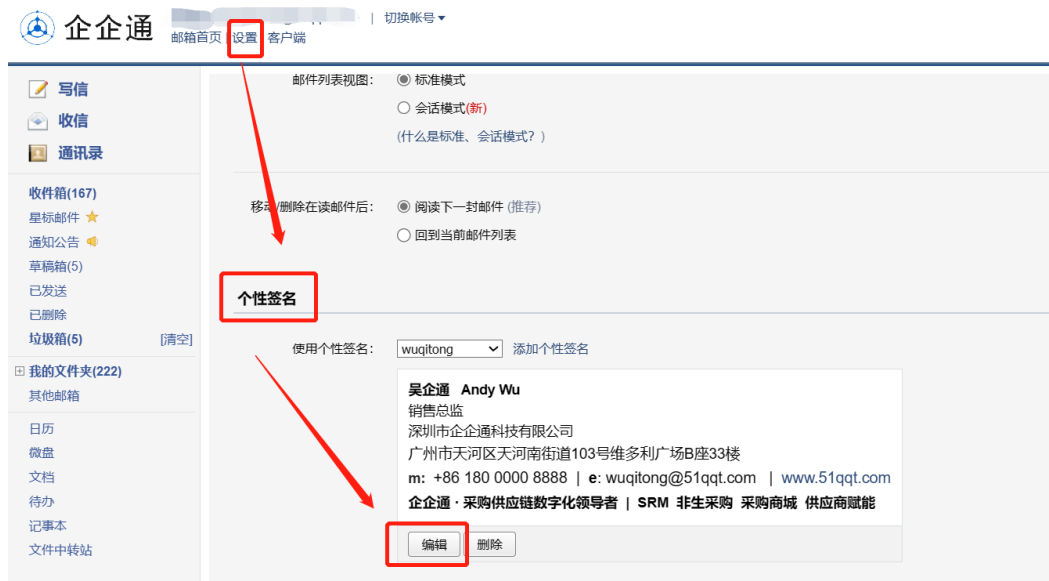 企企通
切换帐号
邮箱首页 | 设置 客户端
写信
收信
通讯录
收件箱(167)
星标邮件
通知公告
草稿箱(5)
已发送
已删除
垃圾箱(5) [清空]
我的文件夹(222)
其他邮箱
日历
微盘
文档
待办
记事本
文件中转站
邮件列表视图: 标准模式
会话模式(新)
(什么是标准、会话模式？)
移动/删除在读邮件后: 阅读下一封邮件 (推荐)
回到当前邮件列表
个性签名
使用个性签名: wuqitong 添加个性签名
吴企通 Andy Wu
销售总监
深圳市企企通科技有限公司
广州市天河区天河南街道103号维多利广场B座33楼
m: +86 180 0000 8888 | e: wuqitong@51qqt.com | www.51qqt.com
企企通 · 采购供应链数字化领导者 | SRM 非生采购 采购商城 供应商赋能
编辑 删除